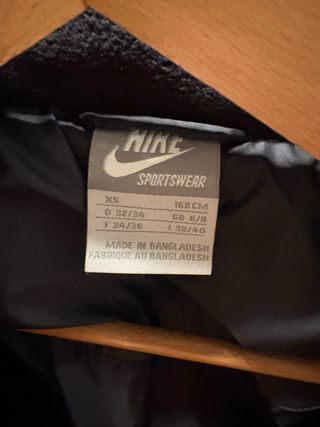 NIKE
SPORTSWEAR
XS 168 CM
D 32/34 GB 6/8
F 34/36 I 38/40
MADE IN BANGLADESH
FABRIQUE AU BANGLADESH